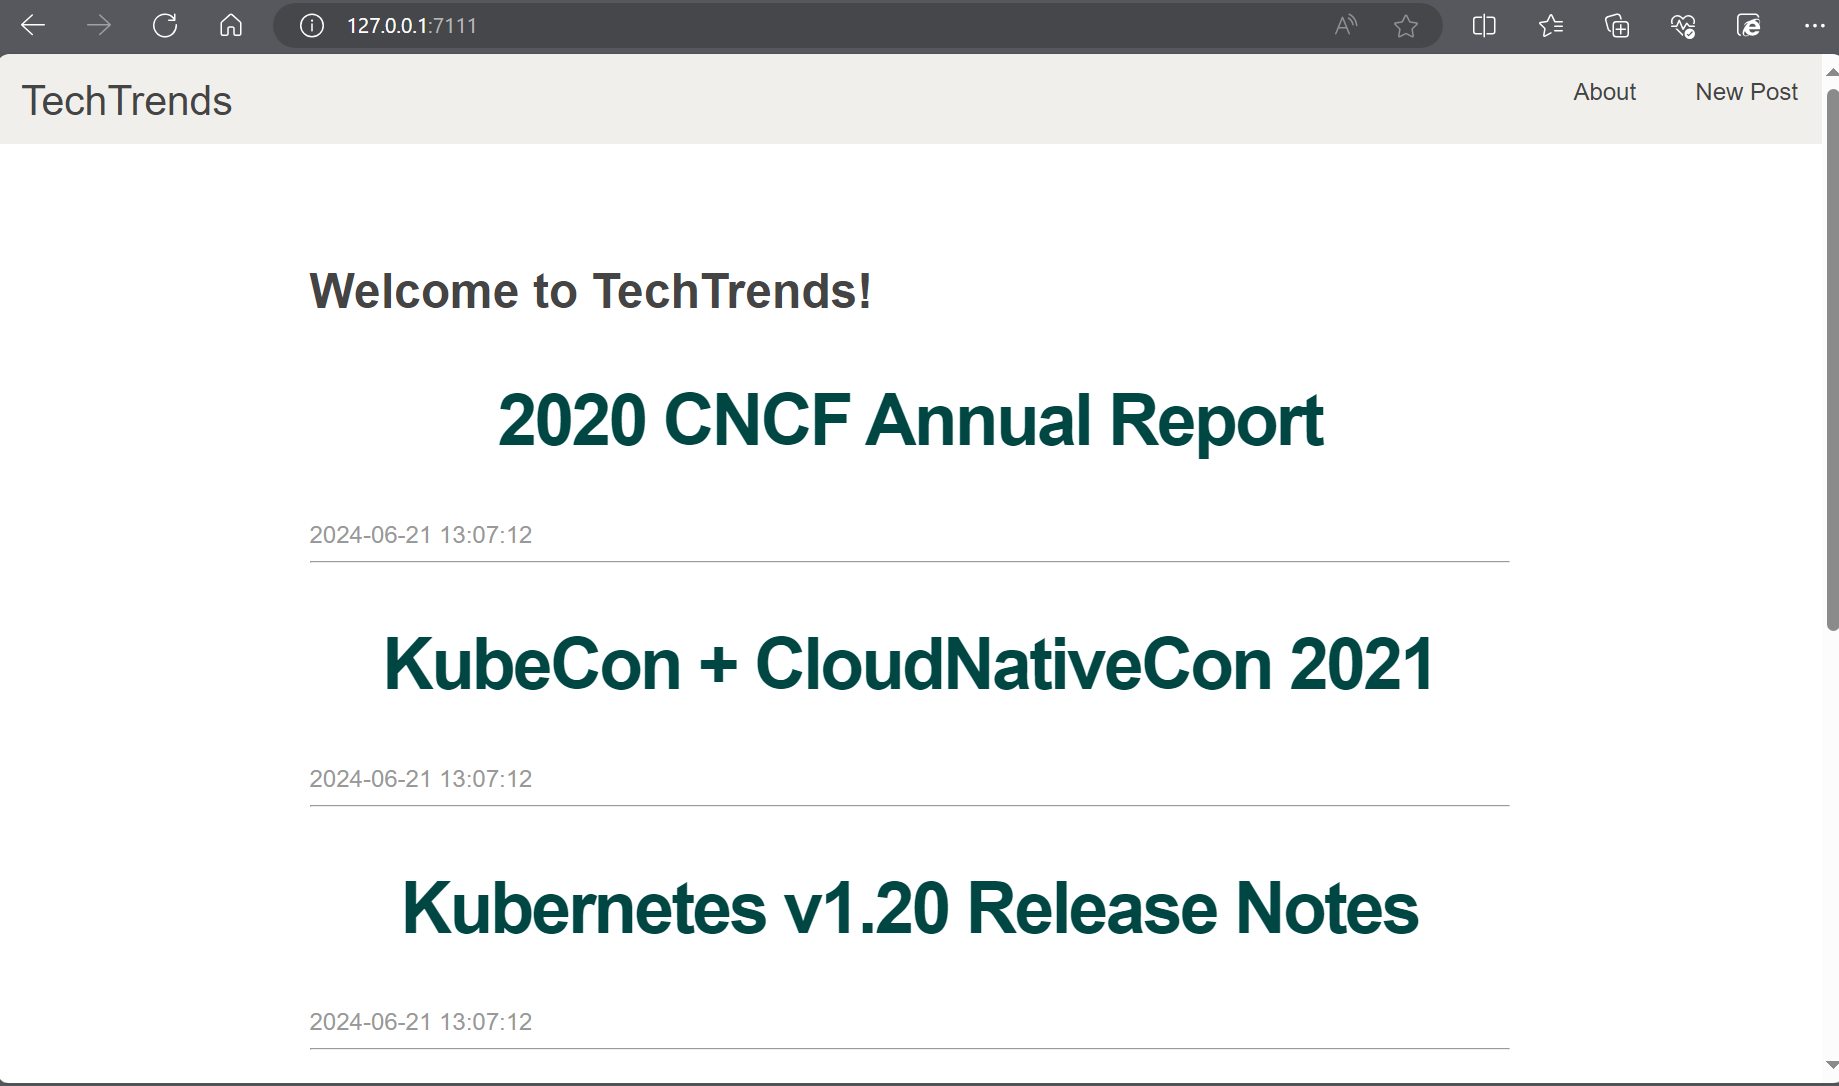 127.0.0.1:7111
TechTrends
About
New Post
Welcome to TechTrends!
2020 CNCF Annual Report
2024-06-21 13:07:12
KubeCon + CloudNativeCon 2021
2024-06-21 13:07:12
Kubernetes v1.20 Release Notes
2024-06-21 13:07:12